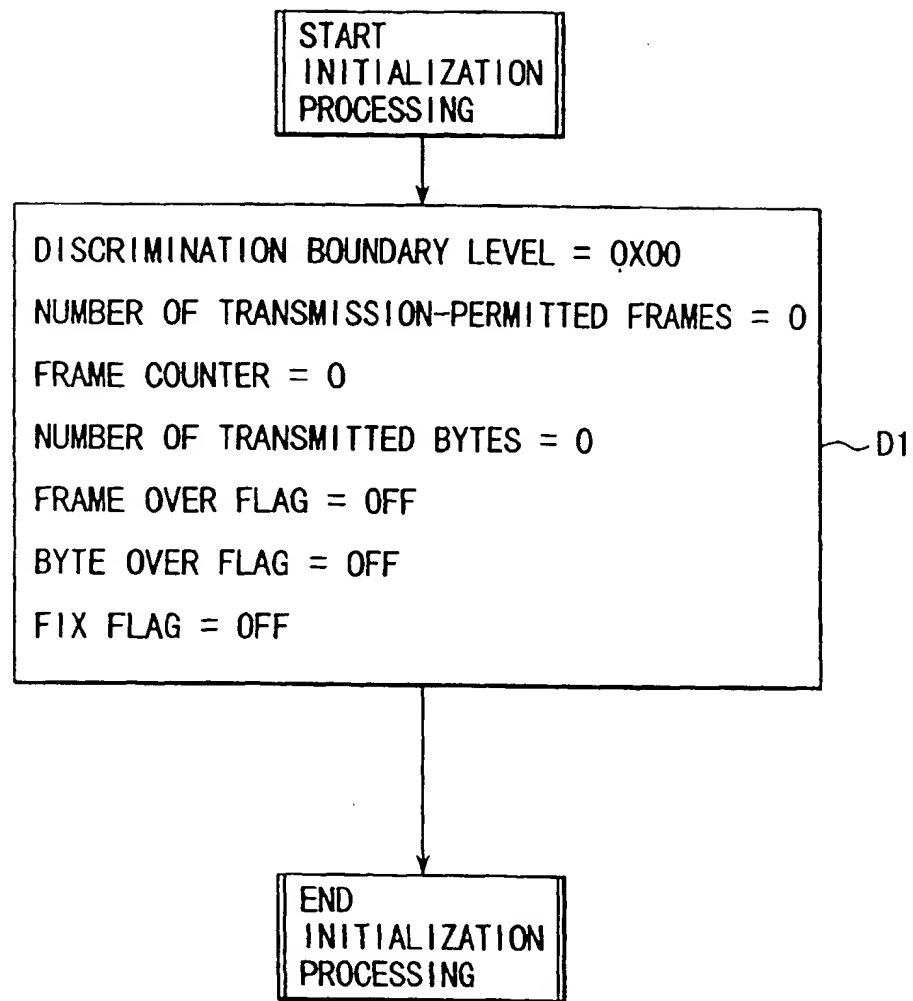 START
INITIALIZATION
PROCESSING
DISCRIMINATION BOUNDARY LEVEL = 0X00
NUMBER OF TRANSMISSION-PERMITTED FRAMES = 0
FRAME COUNTER = 0
NUMBER OF TRANSMITTED BYTES = 0
FRAME OVER FLAG = OFF
BYTE OVER FLAG = OFF
FIX FLAG = OFF
D1
END
INITIALIZATION
PROCESSING